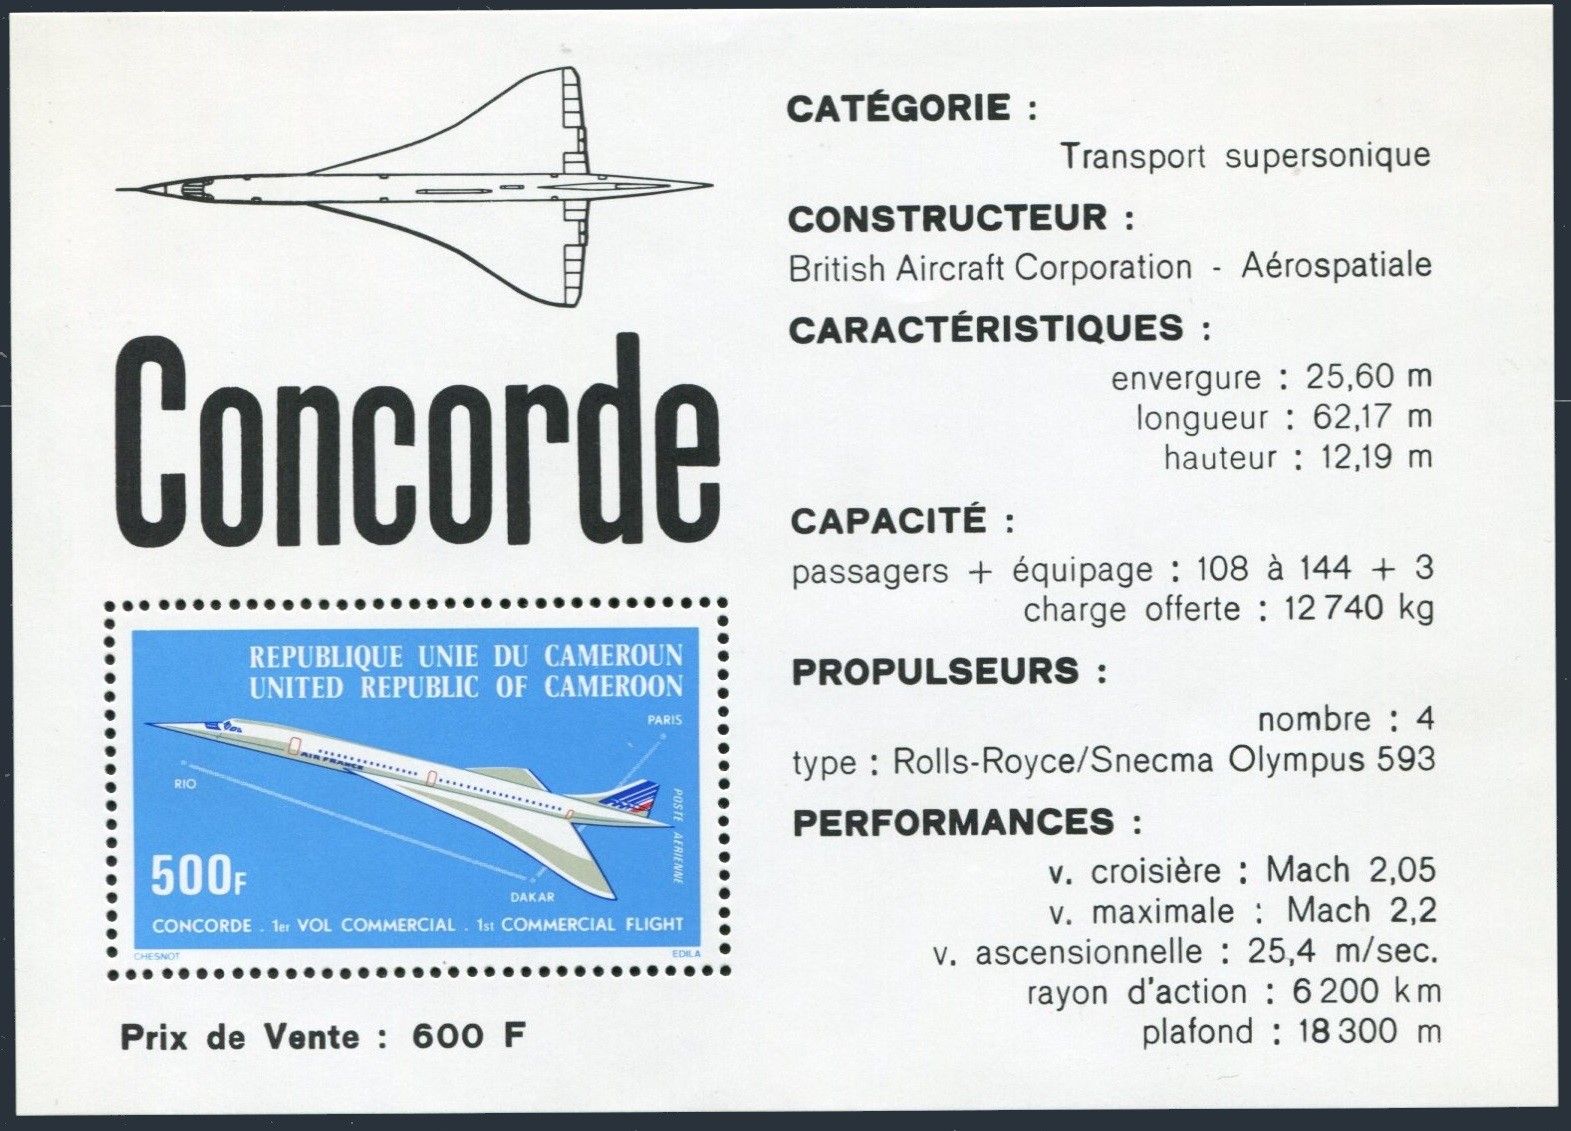 CATÉGORIE :
Transport supersonique
CONSTRUCTEUR :
British Aircraft Corporation - Aérospatiale
CARACTÉRISTIQUES :
envergure : 25,60 m
longueur : 62,17 m
hauteur : 12,19 m
CAPACITÉ :
passagers + équipage : 108 à 144 + 3
charge offerte : 12 740 kg
PROPULSEURS :
nombre : 4
type : Rolls-Royce/Snecma Olympus 593
PERFORMANCES :
v. croisière : Mach 2,05
v. maximale : Mach 2,2
v. ascensionnelle : 25,4 m/sec.
rayon d'action : 6 200 km
plafond : 18 300 m
Concorde
REPUBLIQUE UNIE DU CAMEROUN
UNITED REPUBLIC OF CAMEROON
PARIS
AIR FRANCE
RIO
POSTE AERIENNE
500F
DAKAR
CONCORDE . 1er VOL COMMERCIAL . 1st COMMERCIAL FLIGHT
CHESNOT
EDILA
Prix de Vente : 600 F